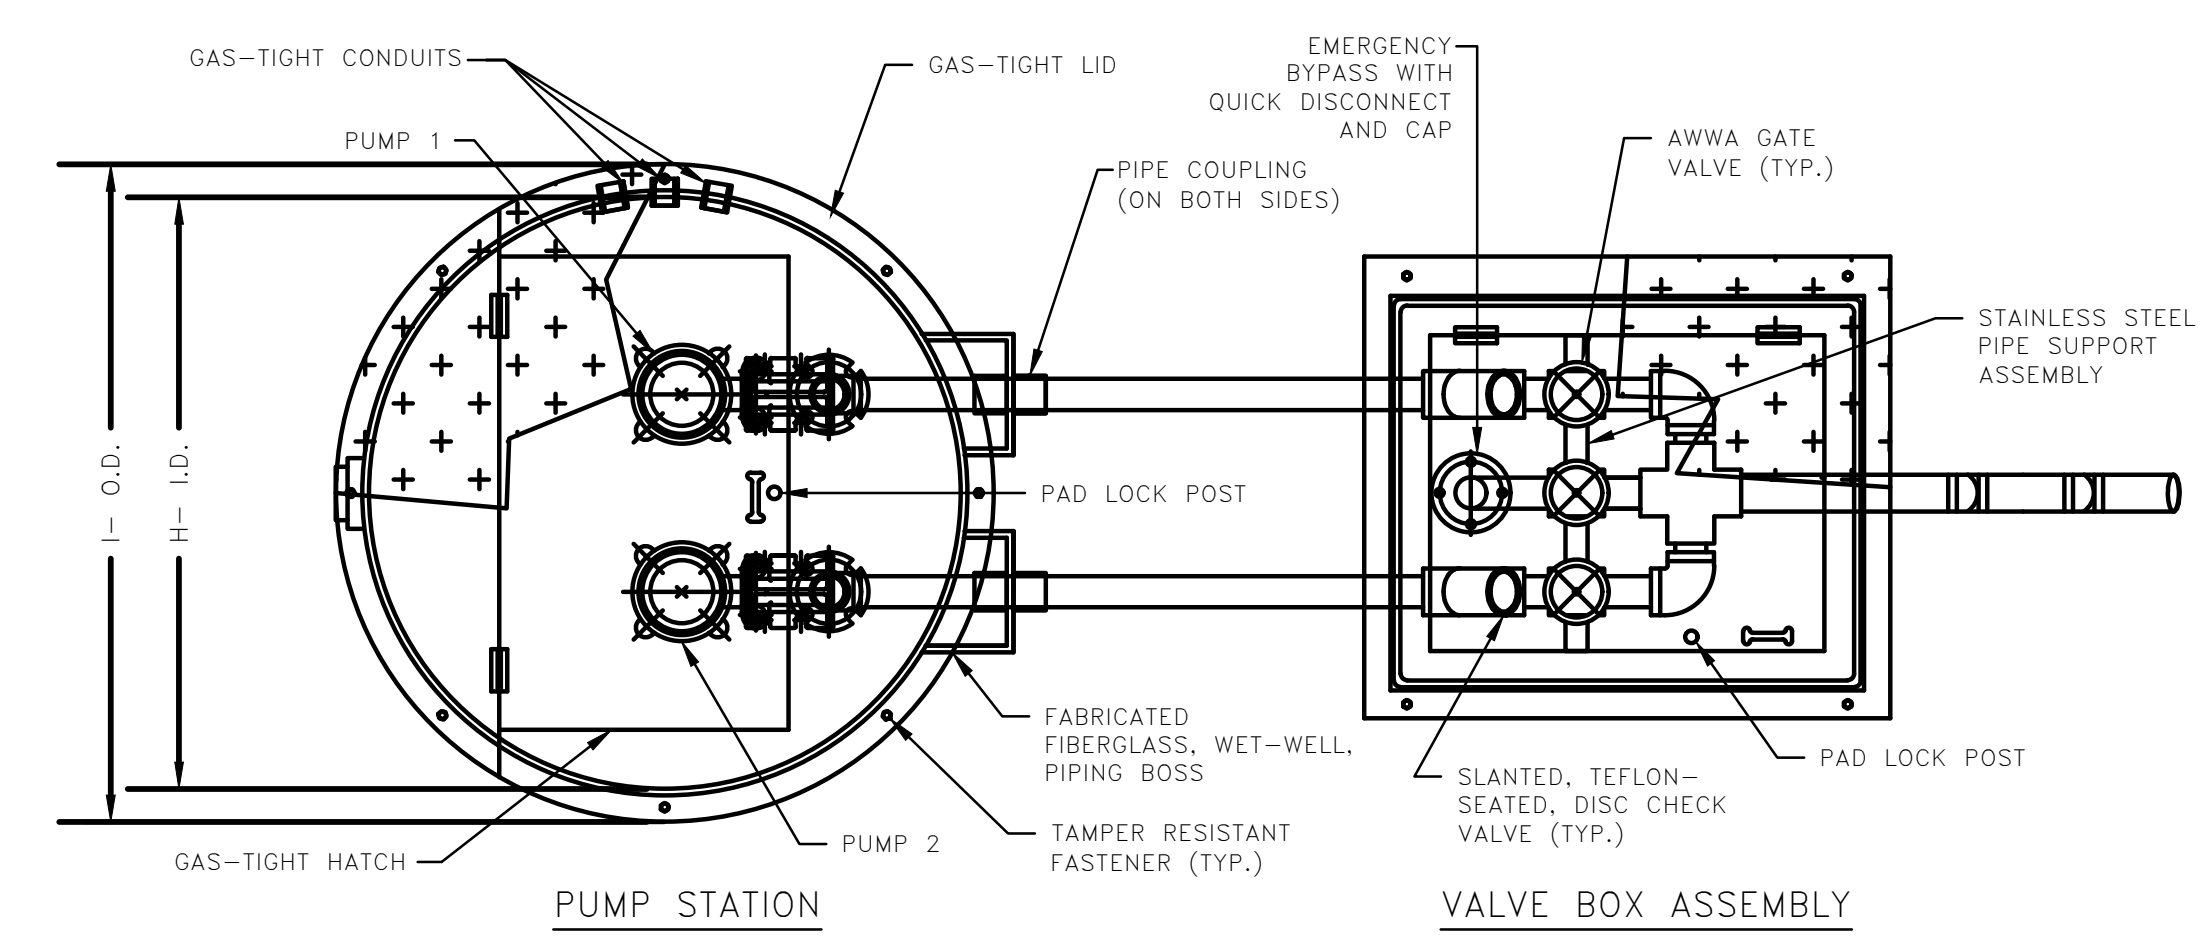 GAS-TIGHT CONDUITS
PUMP 1
GAS-TIGHT LID
EMERGENCY
BYPASS WITH
QUICK DISCONNECT
AND CAP
PIPE COUPLING
(ON BOTH SIDES)
AWWA GATE
VALVE (TYP.)
STAINLESS STEEL
PIPE SUPPORT
ASSEMBLY
I- O.D.
H- I.D.
PAD LOCK POST
FABRICATED
FIBERGLASS, WET-WELL,
PIPING BOSS
TAMPER RESISTANT
FASTENER (TYP.)
PUMP 2
GAS-TIGHT HATCH
SLANTED, TEFLON-
SEATED, DISC CHECK
VALVE (TYP.)
PAD LOCK POST
PUMP STATION
VALVE BOX ASSEMBLY